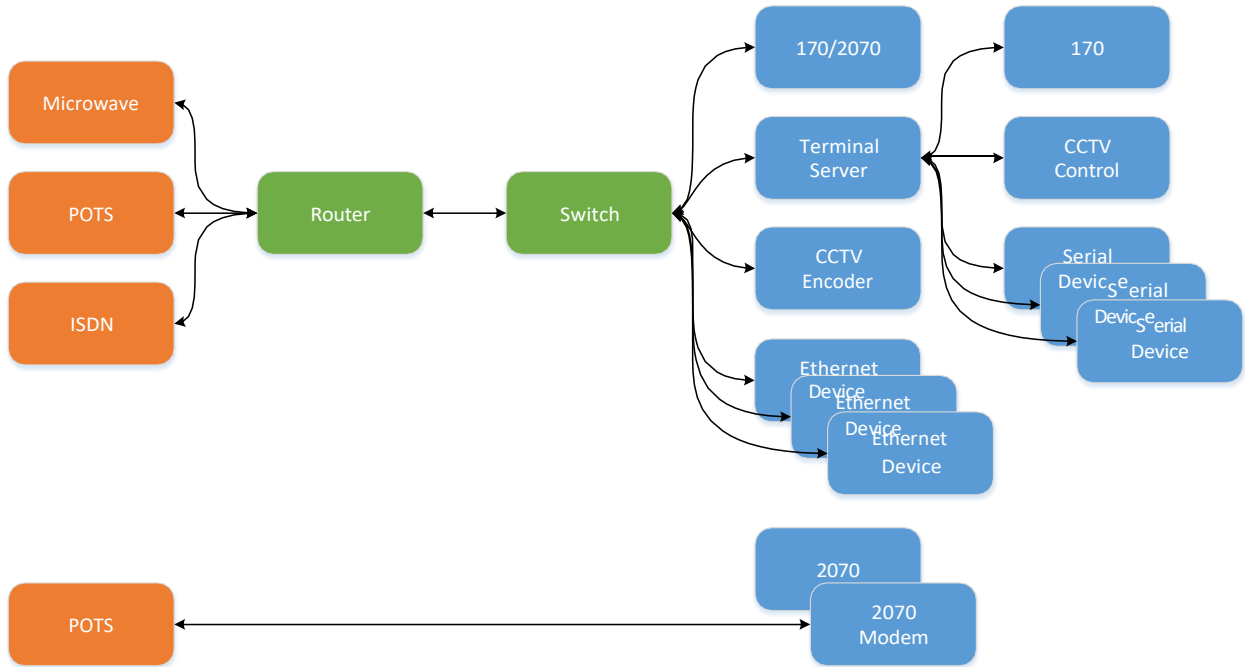 170/2070
170
Microwave
Terminal
Server
CCTV
Control
POTS
Router
Switch
CCTV
Encoder
Serial
Device
Serial
Device
Serial
Device
ISDN
Ethernet
Device
Ethernet
Device
Ethernet
Device
2070
POTS
2070
Modem